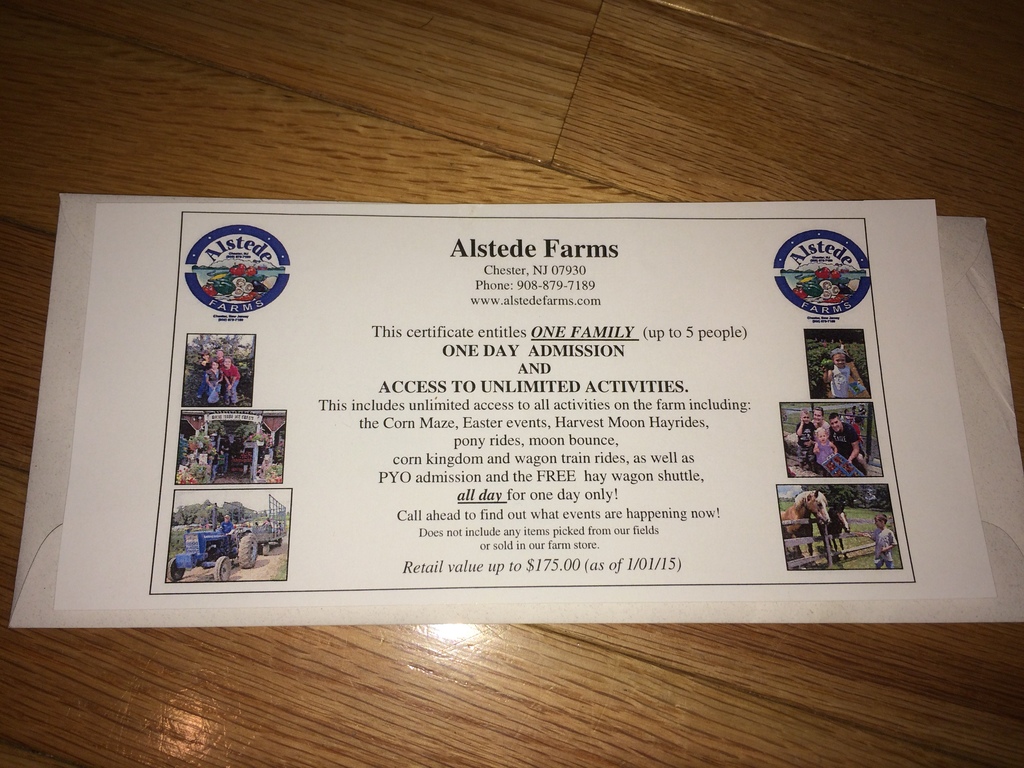 Alstede
FARMS
Alstede
FARMS
Alstede Farms
Chester, NJ 07930
Phone: 908-879-7189
www.alstedefarms.com
This certificate entitles ONE FAMILY (up to 5 people)
ONE DAY ADMISSION
AND
ACCESS TO UNLIMITED ACTIVITIES.
This includes unlimited access to all activities on the farm including:
the Corn Maze, Easter events, Harvest Moon Hayrides,
pony rides, moon bounce,
corn kingdom and wagon train rides, as well as
PYO admission and the FREE hay wagon shuttle,
all day for one day only!
Call ahead to find out what events are happening now!
Does not include any items picked from our fields
or sold in our farm store.
Retail value up to $175.00 (as of 1/01/15)